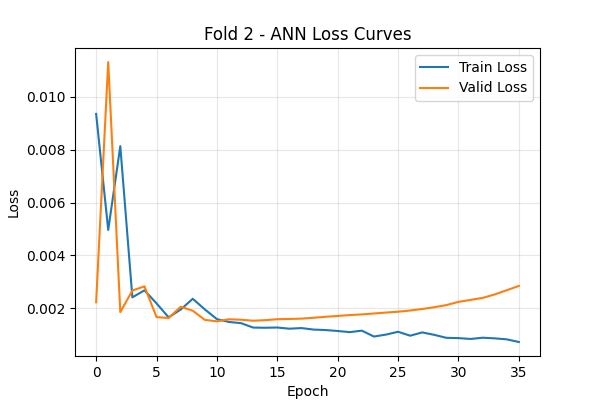 Fold 2 - ANN Loss Curves
Train Loss
Valid Loss
0.010
0.008
0.006
0.004
0.002
Loss
0 5 10 15 20 25 30 35
Epoch